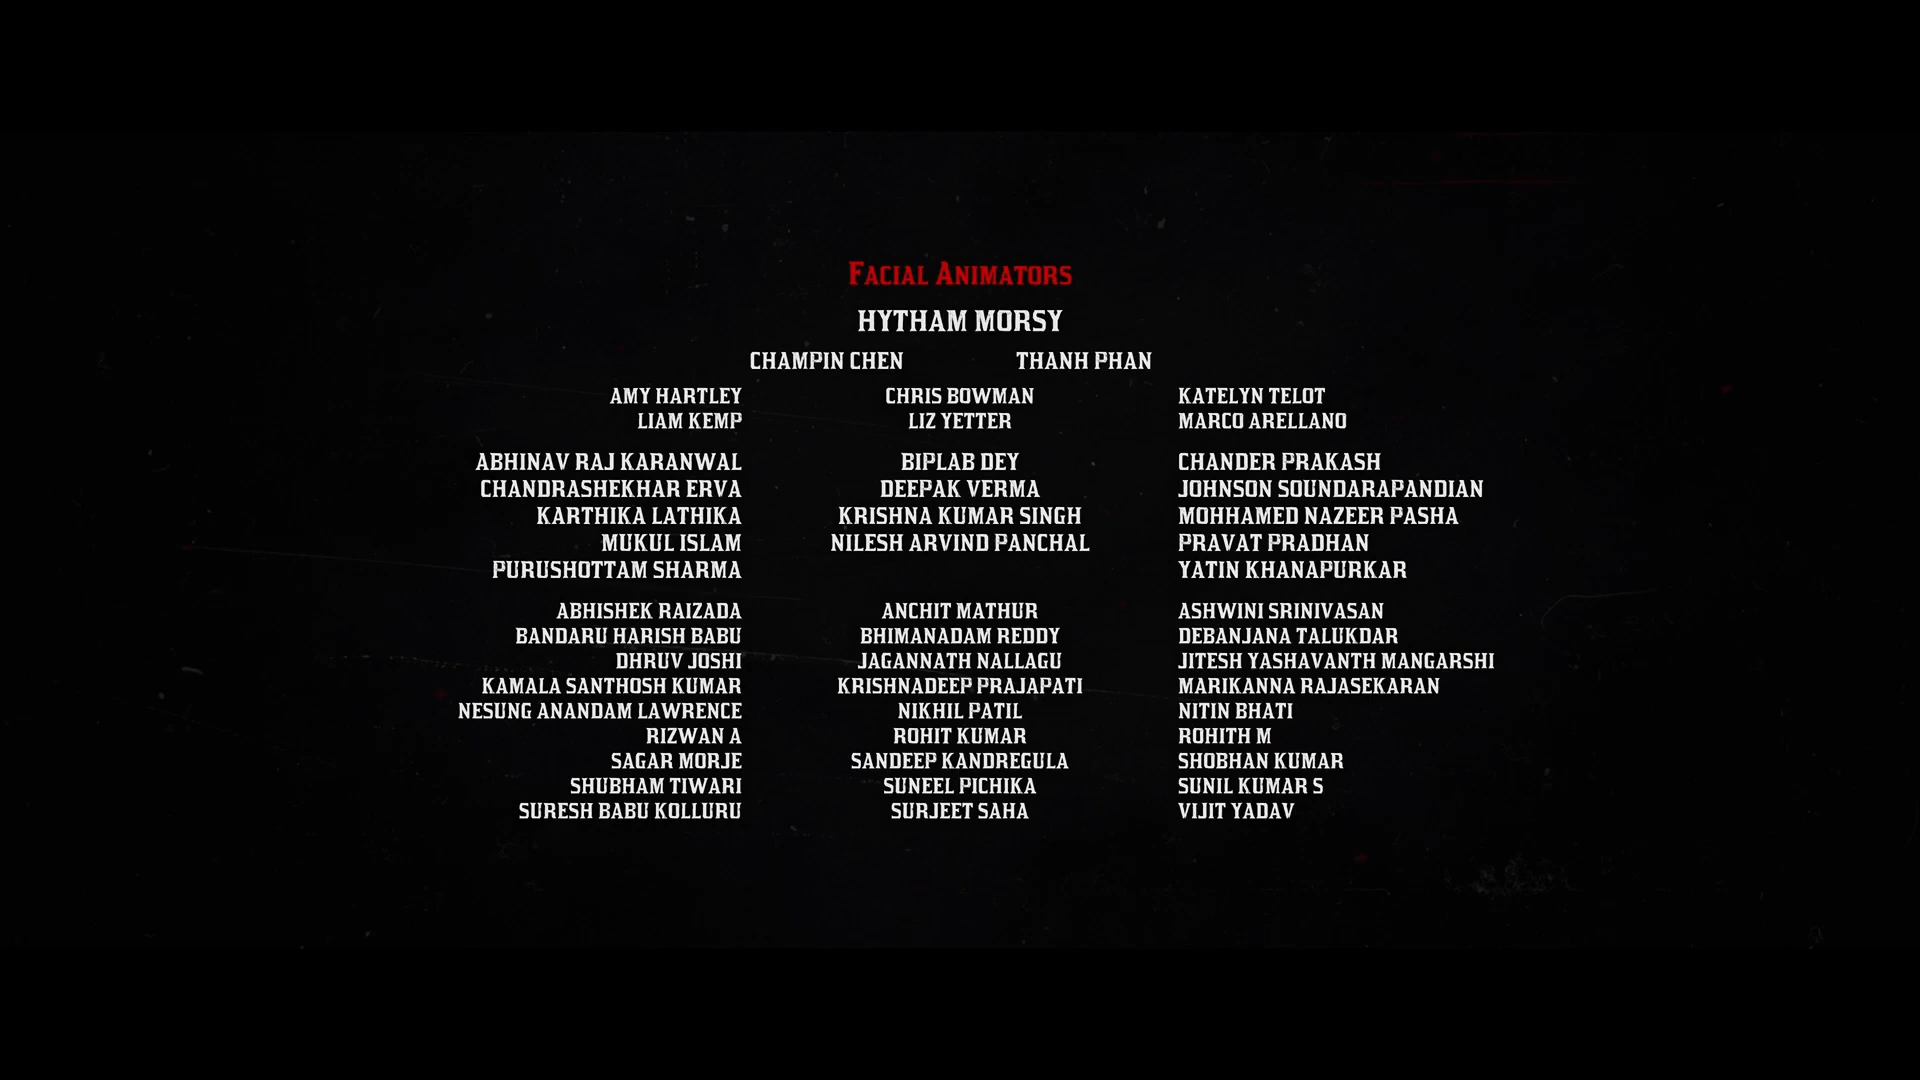 Facial Animators
HYTHAM MORSY
CHAMPIN CHEN THANH PHAN
AMY HARTLEY CHRIS BOWMAN KATELYN TELOT
LIAM KEMP LIZ YETTER MARCO ARELLANO
ABHINAV RAJ KARANWAL BIPLAB DEY CHANDER PRAKASH
CHANDRASHEKHAR ERVA DEEPAK VERMA JOHNSON SOUNDARAPANDIAN
KARTHIKA LATHIKA KRISHNA KUMAR SINGH MOHHAMED NAZEER PASHA
MUKUL ISLAM NILESH ARVIND PANCHAL PRAVAT PRADHAN
PURUSHOTTAM SHARMA YATIN KHANAPURKAR
ABHISHEK RAIZADA ANCHIT MATHUR ASHWINI SRINIVASAN
BANDARU HARISH BABU BHIMANADAM REDDY DEBANJANA TALUKDAR
DHRUV JOSHI JAGANNATH NALLAGU JITESH YASHAVANTH MANGARSHI
KAMALA SANTHOSH KUMAR KRISHNADEEP PRAJAPATI MARIKANNA RAJASEKARAN
NESUNG ANANDAM LAWRENCE NIKHIL PATIL NITIN BHATI
RIZWAN A ROHIT KUMAR ROHITH M
SAGAR MORJE SANDEEP KANDREGULA SHOBHAN KUMAR
SHUBHAM TIWARI SUNEEL PICHIKA SUNIL KUMAR S
SURESH BABU KOLLURU SURJEET SAHA VIJIT YADAV